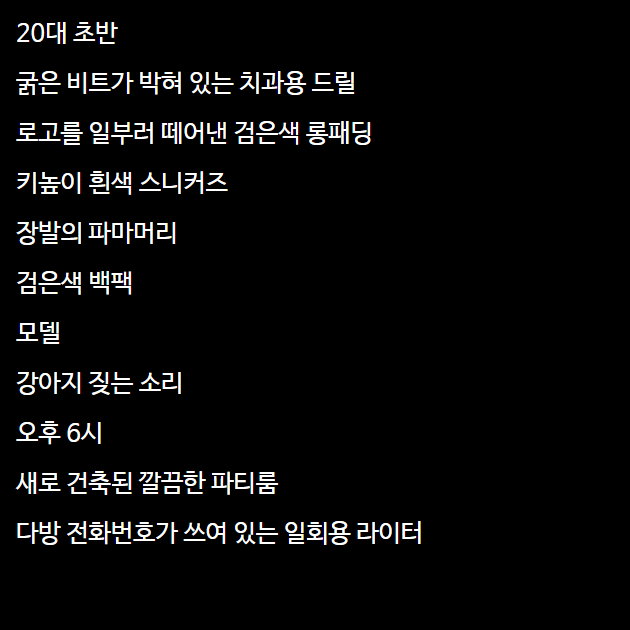 20대 초반
굵은 비트가 박혀 있는 치과용 드릴
로고를 일부러 떼어낸 검은색 롱패딩
키높이 흰색 스니커즈
장발의 파마머리
검은색 백팩
모델
강아지 짖는 소리
오후 6시
새로 건축된 깔끔한 파티룸
다방 전화번호가 쓰여 있는 일회용 라이터